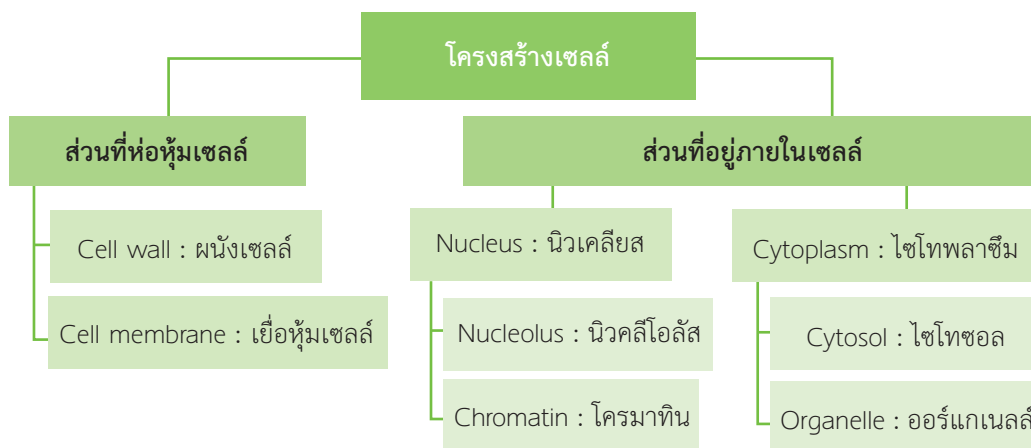 โครงสร้างเซลล์
ส่วนที่ห่อหุ้มเซลล์
Cell wall : ผนังเซลล์
Cell membrane : เยื่อหุ้มเซลล์
ส่วนที่อยู่ภายในเซลล์
Nucleus : นิวเคลียส
Nucleolus : นิวคลีโอลัส
Chromatin : โครมาทิน
Cytoplasm : ไซโทพลาซึม
Cytosol : ไซโทซอล
Organelle : ออร์แกเนลล์